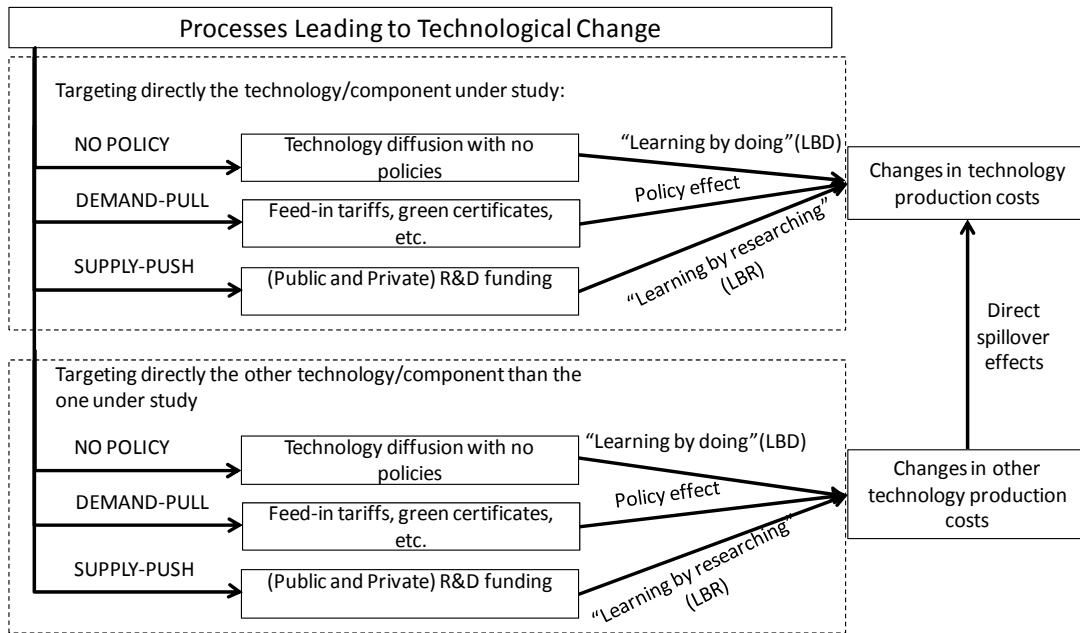 Processes Leading to Technological Change
Targeting directly the technology/component under study:
NO POLICY
Technology diffusion with no
policies
"Learning by doing"(LBD)
DEMAND-PULL
Feed-in tariffs, green certificates,
etc.
Policy effect
SUPPLY-PUSH
(Public and Private) R&D funding
"Learning by researching"
(LBR)
Changes in technology
production costs
Direct
spillover
effects
Targeting directly the other technology/component than the
one under study
NO POLICY
Technology diffusion with no
policies
"Learning by doing"(LBD)
DEMAND-PULL
Feed-in tariffs, green certificates,
etc.
Policy effect
SUPPLY-PUSH
(Public and Private) R&D funding
"Learning by researching"
(LBR)
Changes in other
technology production
costs